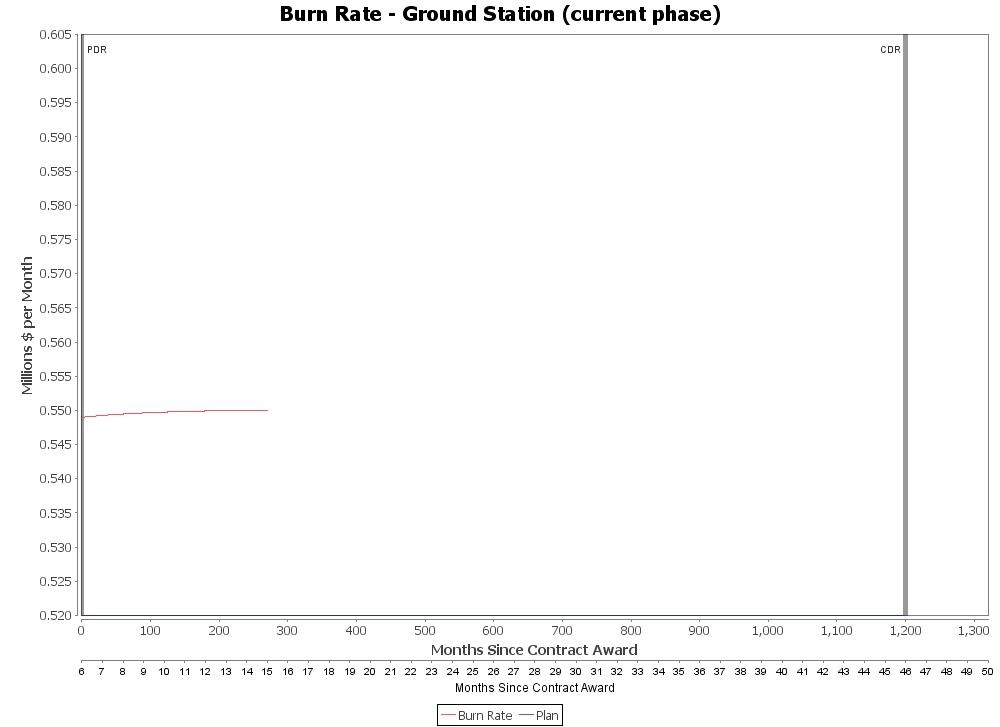 Burn Rate - Ground Station (current phase)
0.605
0.600
0.595
0.590
0.585
0.580
0.575
0.570
0.565
0.560
0.555
0.550
0.545
0.540
0.535
0.530
0.525
0.520
Millions $ per Month
PDR CDR
0 100 200 300 400 500 600 700 800 900 1,000 1,100 1,200 1,300
Months Since Contract Award
6 7 8 9 10 11 12 13 14 15 16 17 18 19 20 21 22 23 24 25 26 27 28 29 30 31 32 33 34 35 36 37 38 39 40 41 42 43 44 45 46 47 48 49 50
Months Since Contract Award
Burn Rate Plan